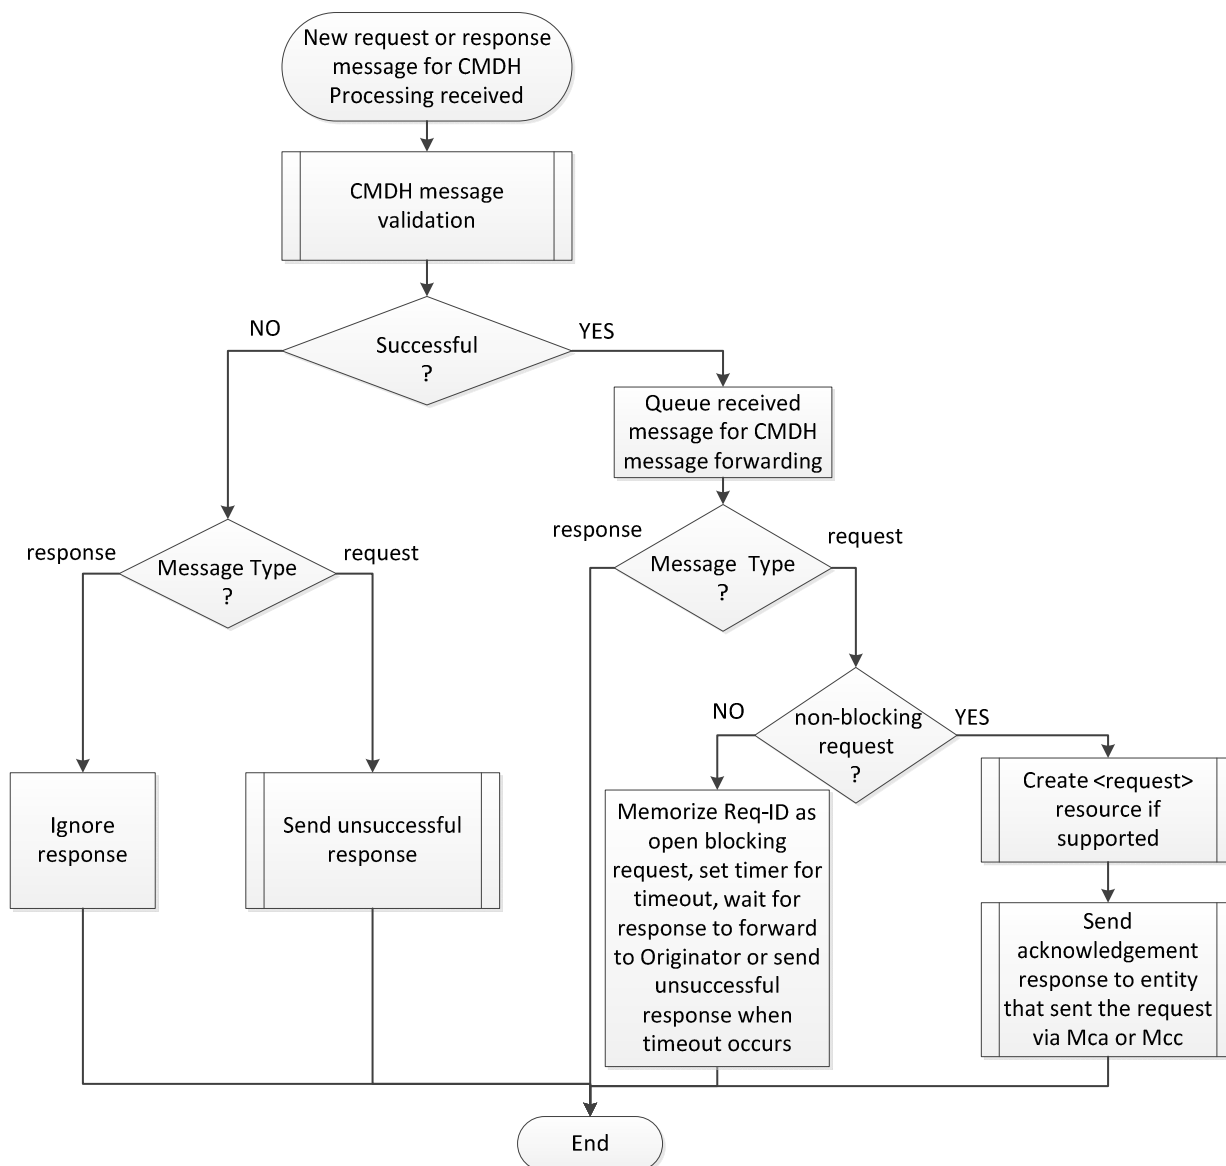 New request or response
message for CMDH
Processing received
CMDH message
validation
NO
YES
Successful
?
Queue received
message for CMDH
message forwarding
response
request
Message Type
?
response
request
Message  Type
?
NO
YES
non-blocking
request
?
Ignore
response
Send unsuccessful
response
Memorize Req-ID as
open blocking
request, set timer for
timeout, wait for
response to forward
to Originator or send
unsuccessful
response when
timeout occurs
Create <request>
resource if
supported
Send
acknowledgement
response to entity
that sent the request
via Mca or Mcc
End